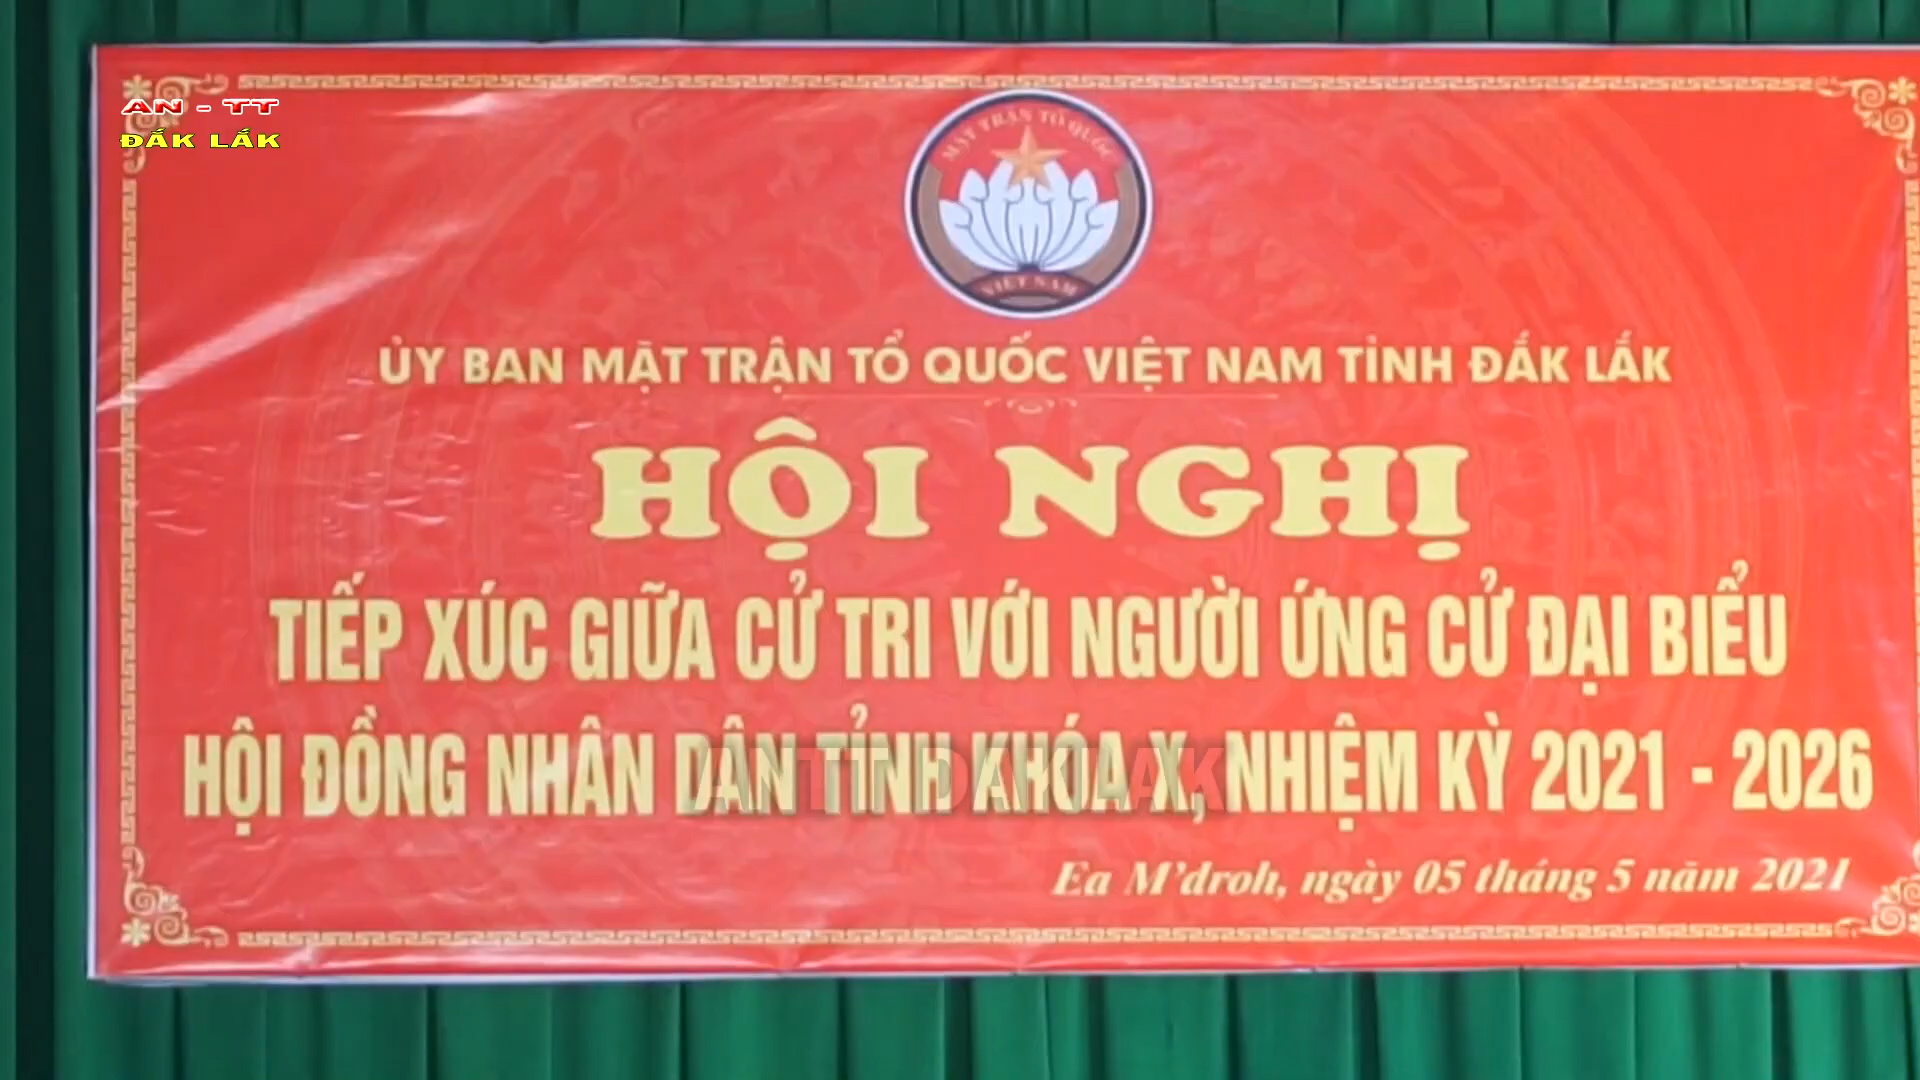 AN - TT
ĐẮK LẮK
MẶT TRẬN TỔ QUỐC
VIỆT NAM
ỦY BAN MẶT TRẬN TỔ QUỐC VIỆT NAM TỈNH ĐẮK LẮK
HỘI NGHỊ
TIẾP XÚC GIỮA CỬ TRI VỚI NGƯỜI ỨNG CỬ ĐẠI BIỂU
HỘI ĐỒNG NHÂN DÂN TỈNH KHÓA X, NHIỆM KỲ 2021 - 2026
ANTT DAKLAK
Ea M'droh, ngày 05 tháng 5 năm 2021